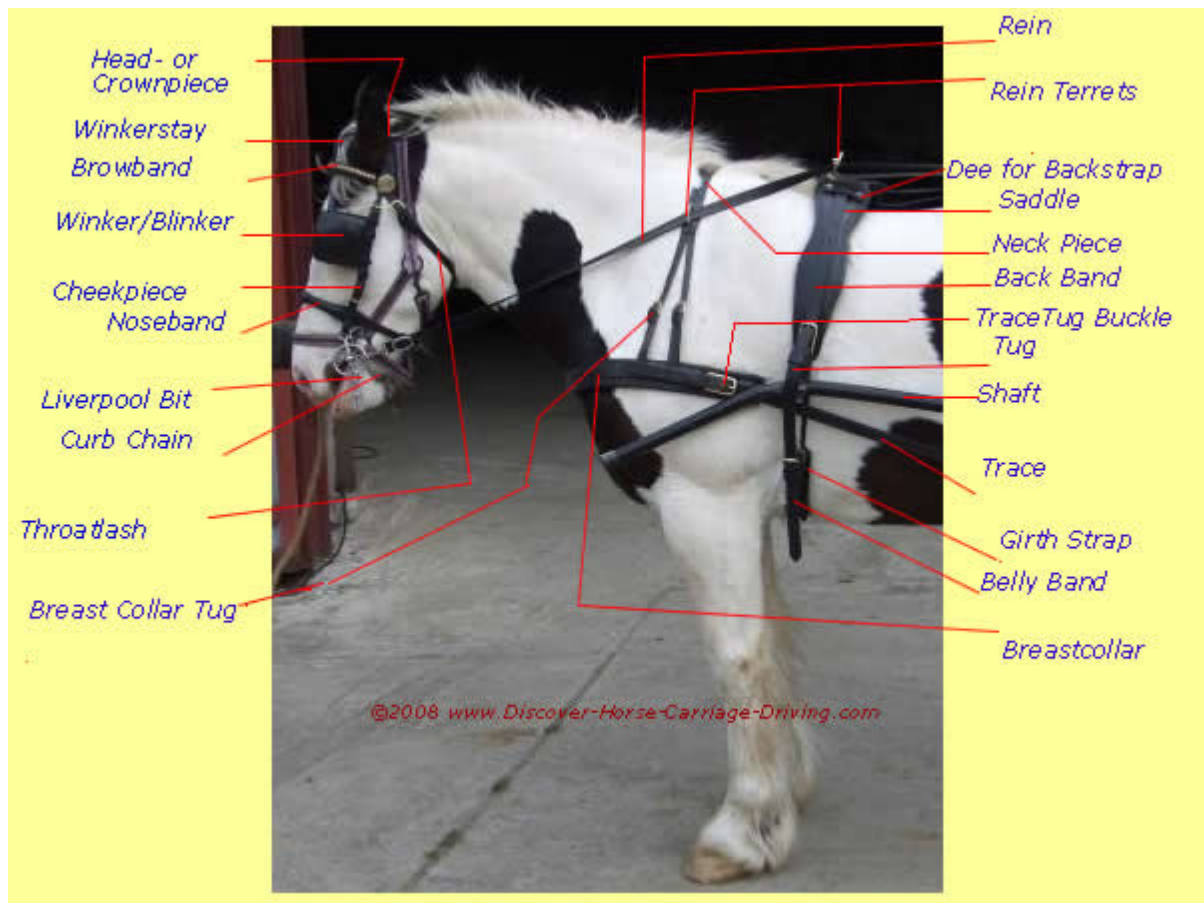 Head- or
Crownpiece
Winkerstay
Browband
Winker/Blinker
Cheekpiece
Noseband
Liverpool Bit
Curb Chain
Throatlash
Breast Collar Tug
Rein
Rein Terrets
Dee for Backstrap
Saddle
Neck Piece
Back Band
TraceTug Buckle
Tug
Shaft
Trace
Girth Strap
Belly Band
Breastcollar
©2008 www.Discover-Horse-Carriage-Driving.com